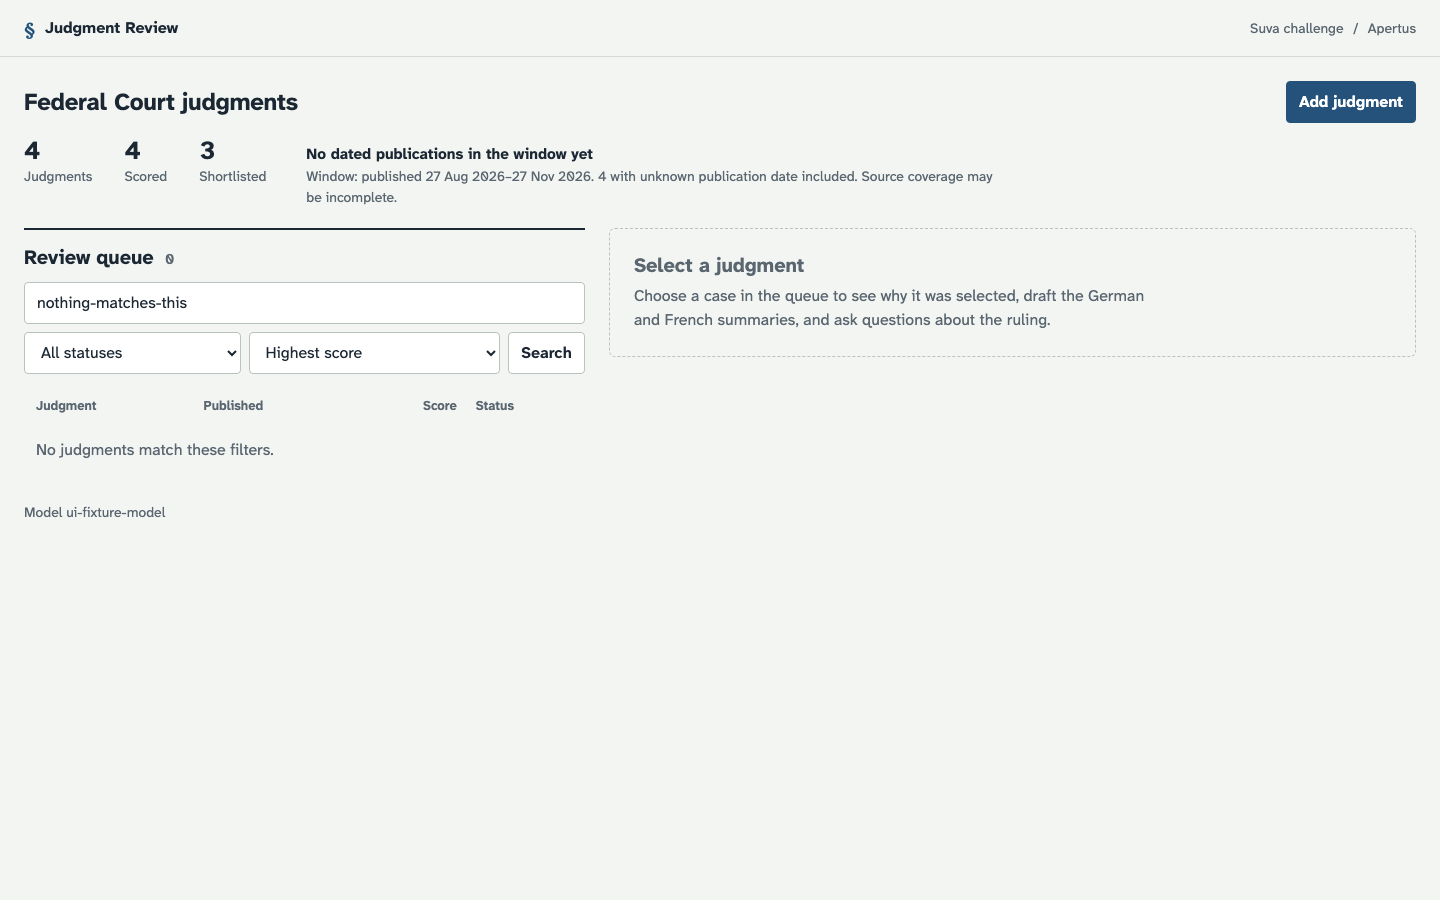 § Judgment Review
Suva challenge / Apertus
Federal Court judgments
Add judgment
4
Judgments
4
Scored
3
Shortlisted
No dated publications in the window yet
Window: published 27 Aug 2026–27 Nov 2026. 4 with unknown publication date included. Source coverage may
be incomplete.
Review queue 0
nothing-matches-this
All statuses
Highest score
Search
Judgment Published Score Status
No judgments match these filters.
Model ui-fixture-model
Select a judgment
Choose a case in the queue to see why it was selected, draft the German
and French summaries, and ask questions about the ruling.